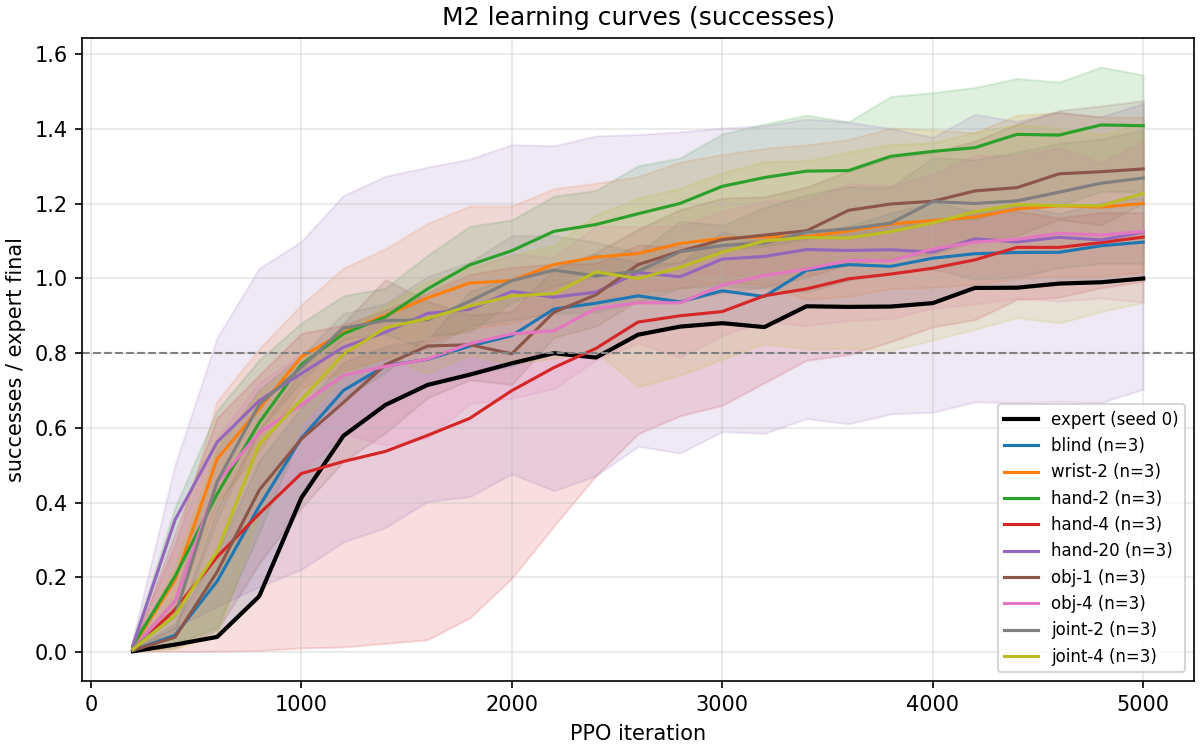 M2 learning curves (successes)
successes / expert final
1.6
1.4
1.2
1.0
0.8
0.6
0.4
0.2
0.0
expert (seed 0)
blind (n=3)
wrist-2 (n=3)
hand-2 (n=3)
hand-4 (n=3)
hand-20 (n=3)
obj-1 (n=3)
obj-4 (n=3)
joint-2 (n=3)
joint-4 (n=3)
0 1000 2000 3000 4000 5000
PPO iteration